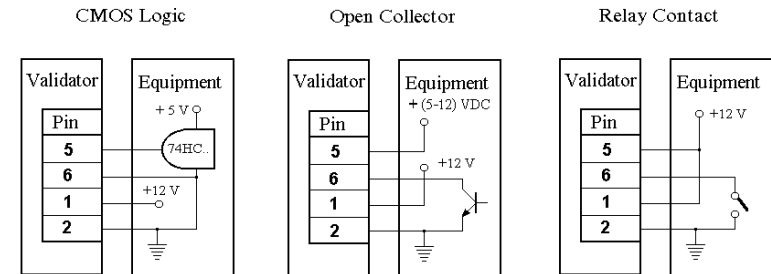 CMOS Logic
Validator
Equipment
+ 5 V
Pin
5
74HC..
6
+12 V
1
2
Open Collector
Validator
Equipment
+ (5-12) VDC
Pin
5
+12 V
6
1
2
Relay Contact
Validator
Equipment
+12 V
Pin
5
6
1
2